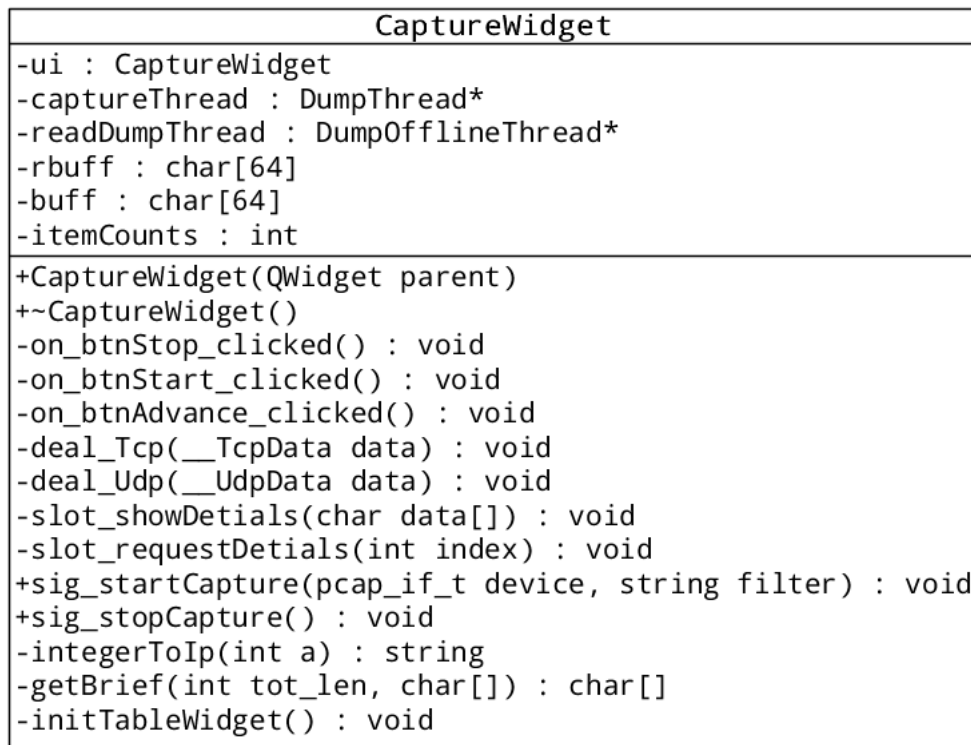 CaptureWidget
-ui : CaptureWidget
-captureThread : DumpThread*
-readDumpThread : DumpOfflineThread*
-rbuff : char[64]
-buff : char[64]
-itemCounts : int
+CaptureWidget(QWidget parent)
+~CaptureWidget()
-on_btnStop_clicked() : void
-on_btnStart_clicked() : void
-on_btnAdvance_clicked() : void
-deal_Tcp(__TcpData data) : void
-deal_Udp(__UdpData data) : void
-slot_showDetials(char data[]) : void
-slot_requestDetials(int index) : void
+sig_startCapture(pcap_if_t device, string filter) : void
+sig_stopCapture() : void
-integerToIp(int a) : string
-getBrief(int tot_len, char[]) : char[]
-initTableWidget() : void